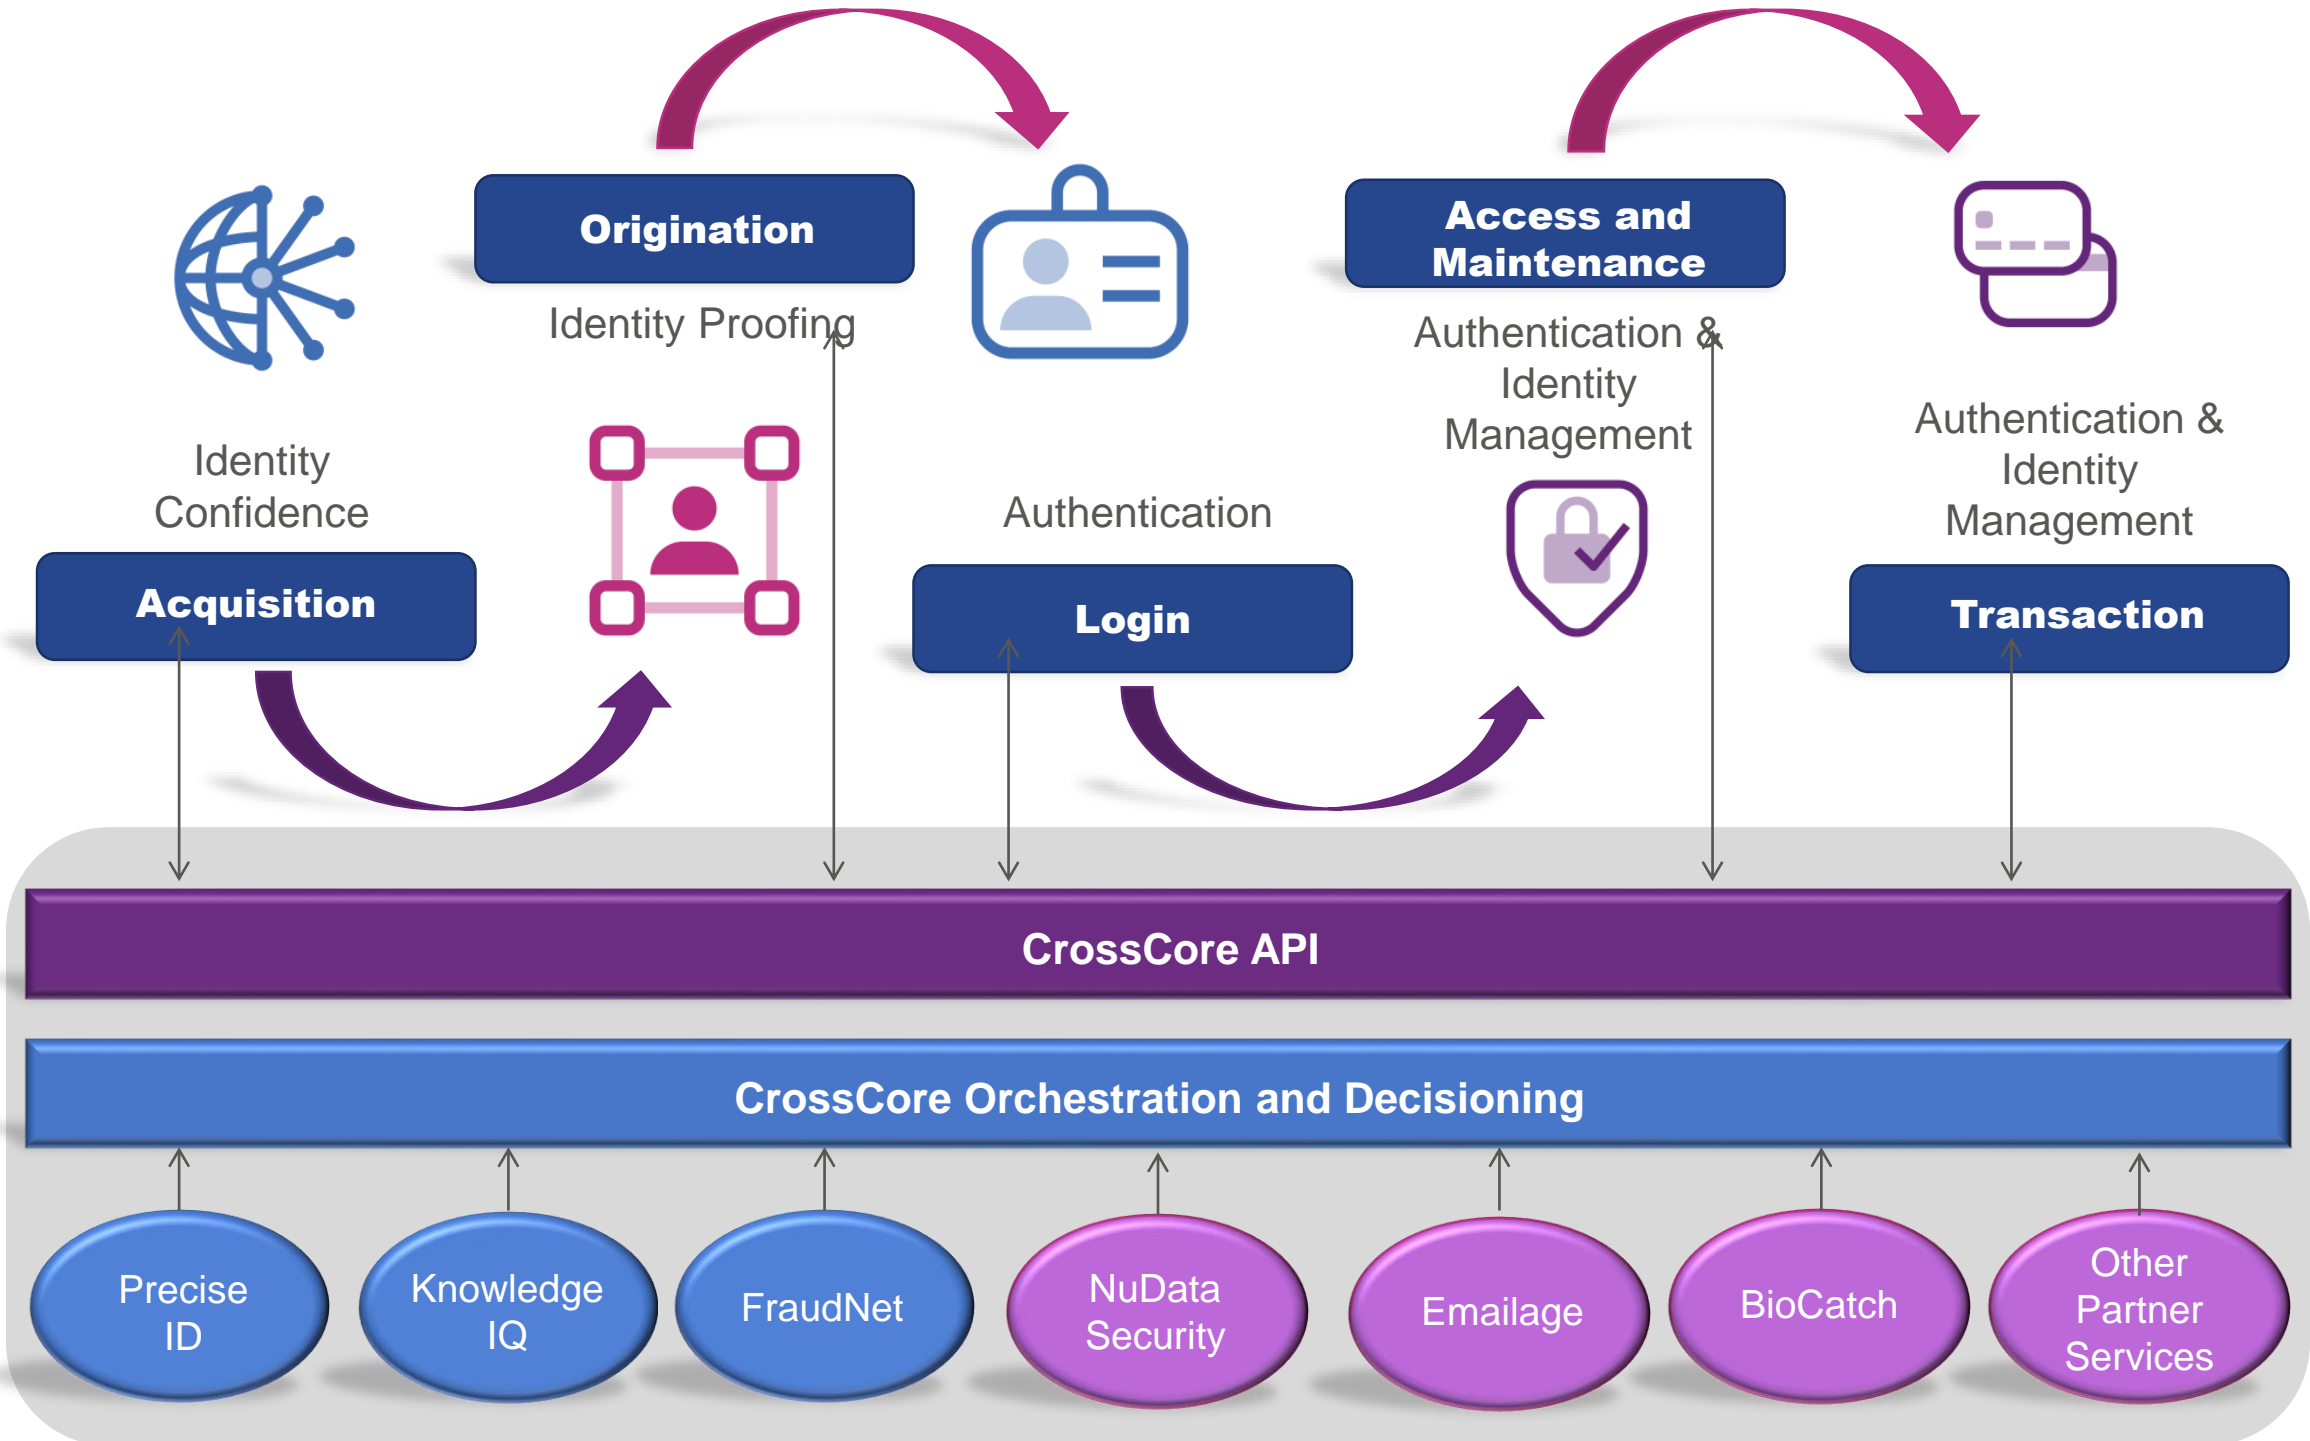 Origination
Identity Proofing
Access and
Maintenance
Authentication &
Identity
Management
Identity
Confidence
Acquisition
Authentication
Login
Authentication &
Identity
Management
Transaction
CrossCore API
CrossCore Orchestration and Decisioning
Precise
ID
Knowledge
IQ
FraudNet
NuData
Security
Emailage
BioCatch
Other
Partner
Services